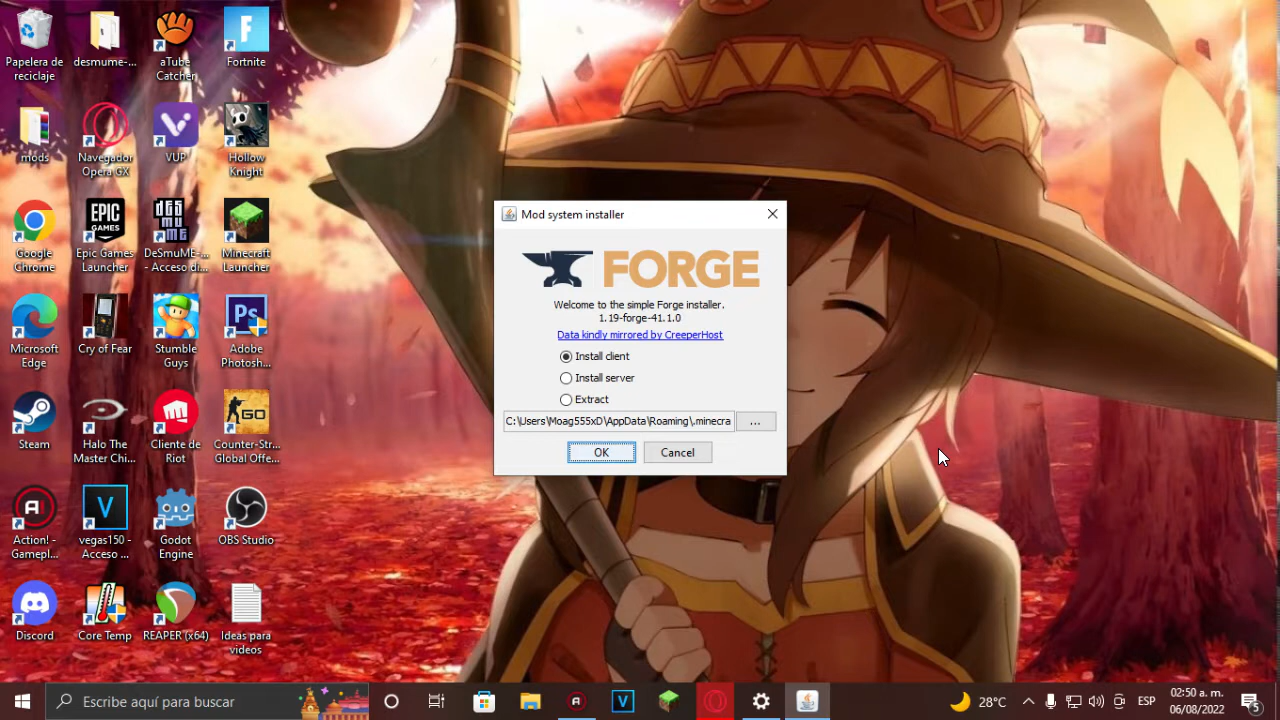 Papelera de
reciclaje
desmume-...
aTube
Catcher
Fortnite
mods
Navegador
Opera GX
VUP
Hollow
Knight
Google
Chrome
EPIC
GAMES
Epic Games
Launcher
DeSmuME-...
- Acceso di...
Minecraft
Launcher
Microsoft
Edge
Cry of Fear
Stumble
Guys
Adobe
Photosh...
Steam
Halo The
Master Chi...
Cliente de
Riot
Counter-Str...
Global Offe...
Action! -
Gamepl...
vegas150 -
Acceso ...
Godot
Engine
OBS Studio
Discord
Core Temp
REAPER (x64)
Ideas para
videos
Mod system installer
FORGE
Welcome to the simple Forge installer.
1.19-forge-41.1.0
Data kindly mirrored by CreeperHost
Install client
Install server
Extract
C:\Users\Moag555xD\AppData\Roaming\.minecra
...
OK
Cancel
Escribe aquí para buscar
28°C
ESP
02:50 a. m.
06/08/2022
5